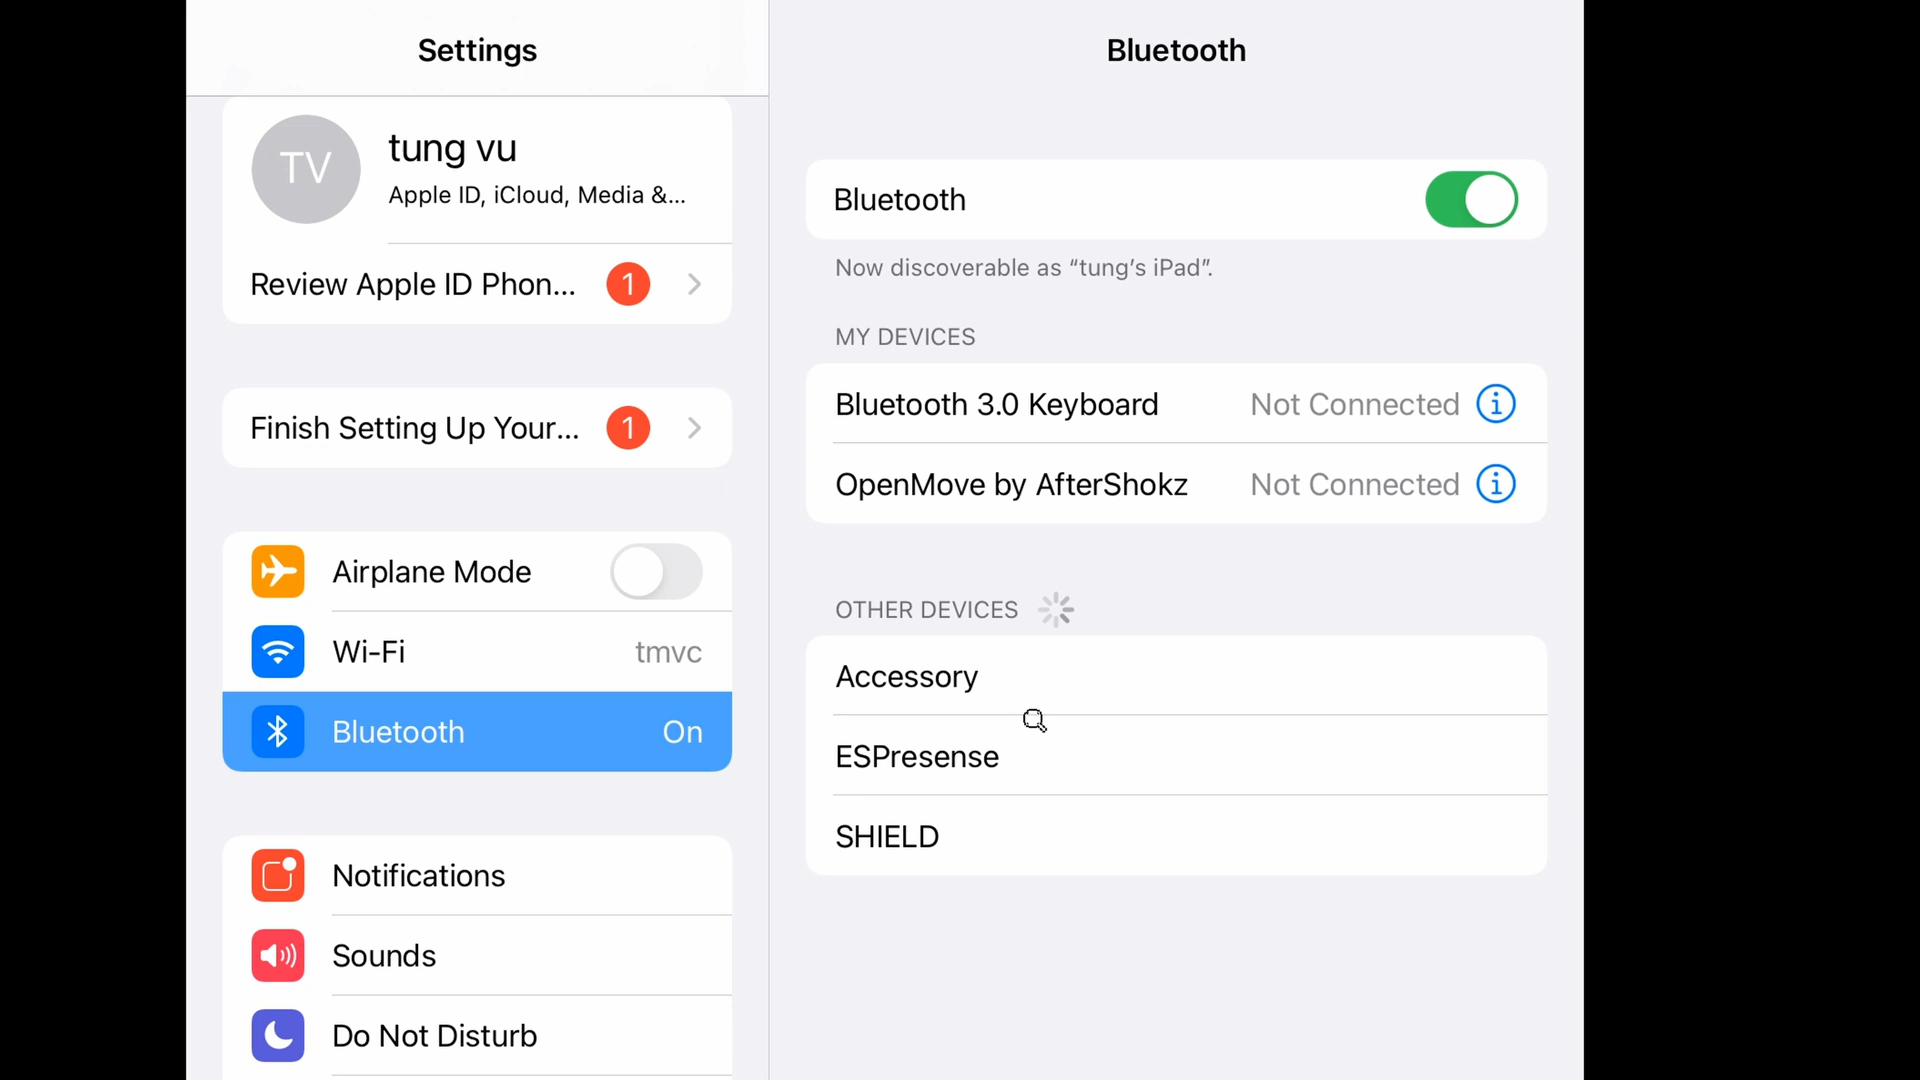 Settings
TV
tung vu
Apple ID, iCloud, Media &...
Review Apple ID Phon... 1
Finish Setting Up Your... 1
Airplane Mode
Wi-Fi tmvc
Bluetooth On
Notifications
Sounds
Do Not Disturb
Bluetooth
Bluetooth
Now discoverable as “tung’s iPad”.
MY DEVICES
Bluetooth 3.0 Keyboard Not Connected i
OpenMove by AfterShokz Not Connected i
OTHER DEVICES
Accessory
ESPresense
SHIELD